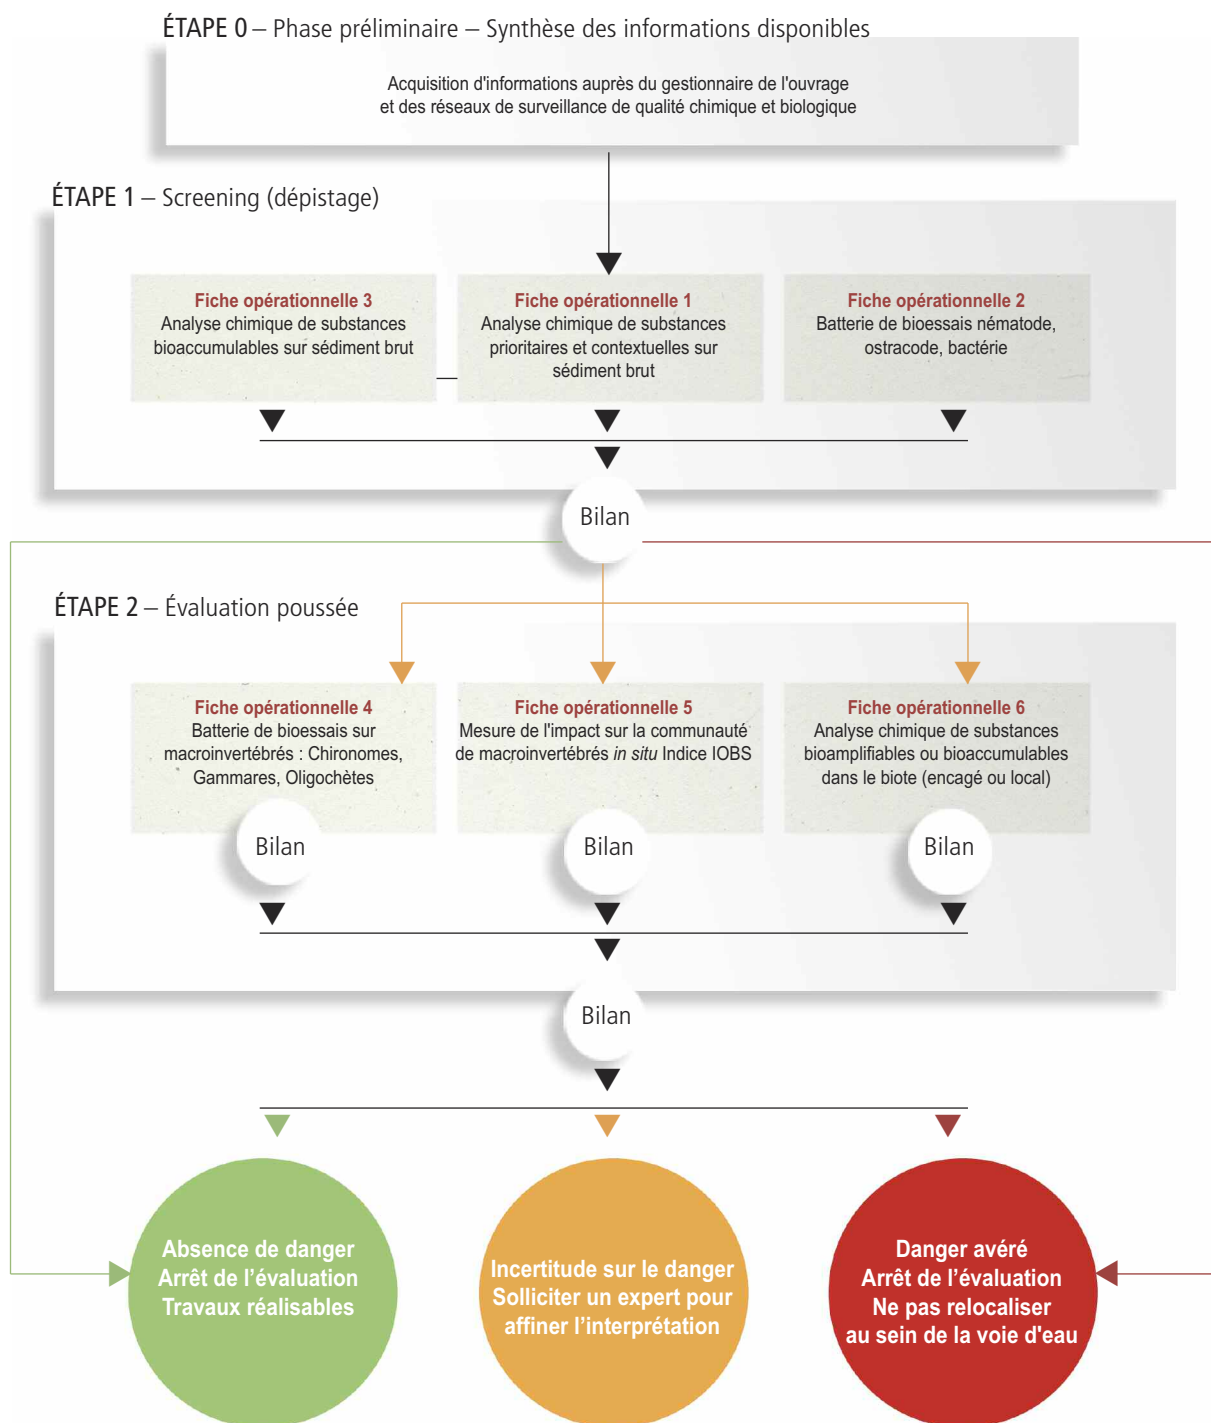 ÉTAPE 0 – Phase préliminaire – Synthèse des informations disponibles
Acquisition d'informations auprès du gestionnaire de l'ouvrage
et des réseaux de surveillance de qualité chimique et biologique
ÉTAPE 1 – Screening (dépistage)
Fiche opérationnelle 3
Analyse chimique de substances
bioaccumulables sur sédiment brut
Fiche opérationnelle 1
Analyse chimique de substances
prioritaires et contextuelles sur
sédiment brut
Fiche opérationnelle 2
Batterie de bioessais nématode,
ostracode, bactérie
Bilan
ÉTAPE 2 – Évaluation poussée
Fiche opérationnelle 4
Batterie de bioessais sur
macroinvertébrés : Chironomes,
Gammares, Oligochètes
Bilan
Fiche opérationnelle 5
Mesure de l'impact sur la communauté
de macroinvertébrés in situ Indice IOBS
Bilan
Fiche opérationnelle 6
Analyse chimique de substances
bioamplifiables ou bioaccumulables
dans le biote (encagé ou local)
Bilan
Bilan
Absence de danger
Arrêt de l’évaluation
Travaux réalisables
Incertitude sur le danger
Solliciter un expert pour
affiner l’interprétation
Danger avéré
Arrêt de l’évaluation
Ne pas relocaliser
au sein de la voie d'eau